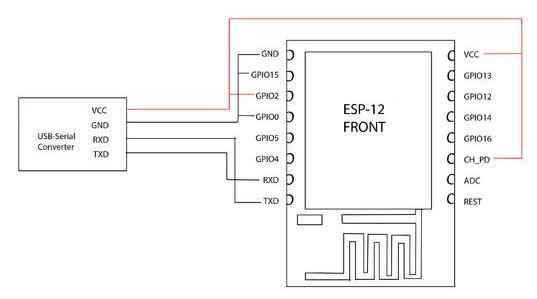 VCC
GND
RXD
TXD
USB-Serial
Converter
GND
GPIO15
GPIO2
GPIO0
GPIO5
GPIO4
RXD
TXD
ESP-12
FRONT
VCC
GPIO13
GPIO12
GPIO14
GPIO16
CH_PD
ADC
REST